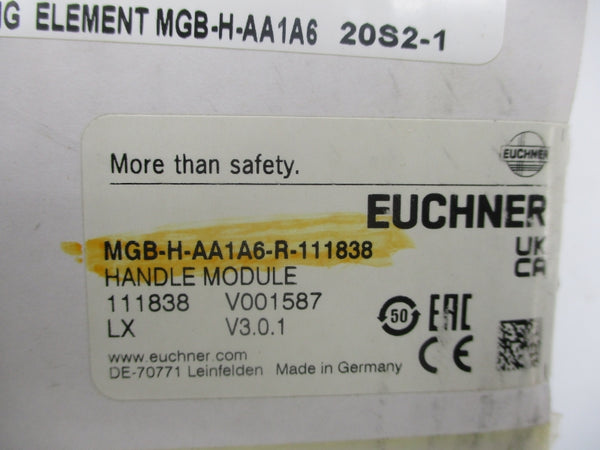 ELEMENT MGB-H-AA1A6 20S2-1
EUCHNER
More than safety.
EUCHNER
MGB-H-AA1A6-R-111838
HANDLE MODULE
111838 V001587
LX V3.0.1
UK
CA
50 EAC
CE
www.euchner.com
DE-70771 Leinfelden Made in Germany